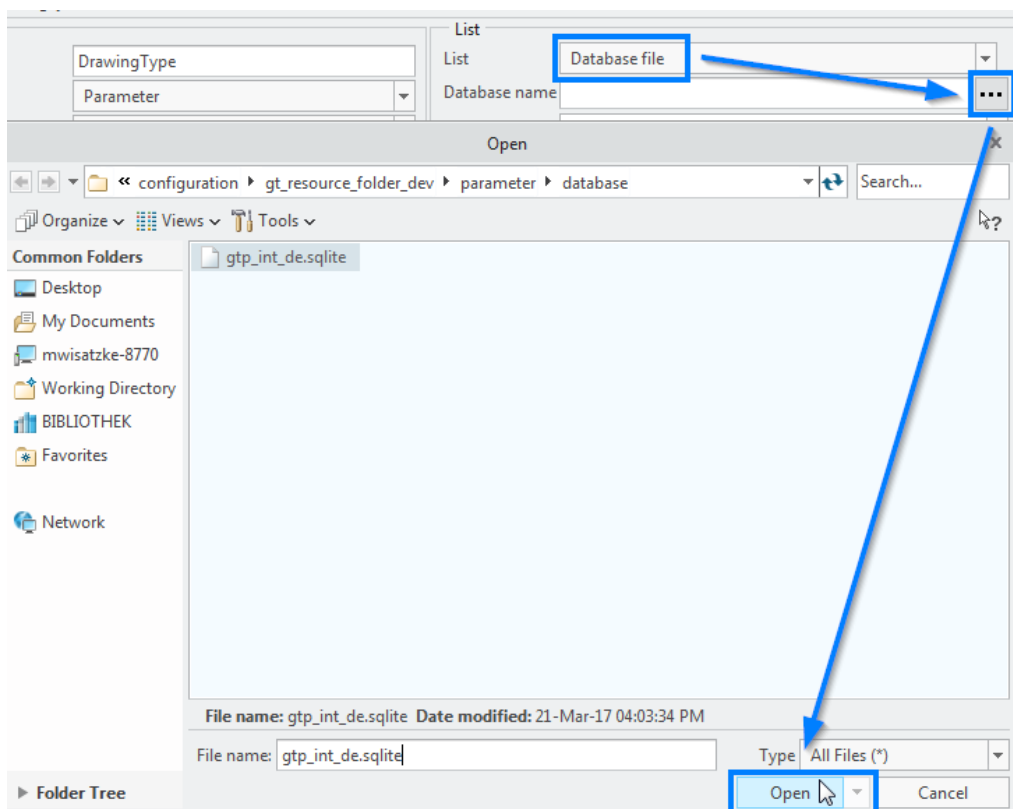 List
DrawingType
List
Database file
Parameter
Database name
...
Open
x
« configuration gt_resource_folder_dev parameter database
Search...
Organize Views Tools
?
Common Folders
gtp_int_de.sqlite
Desktop
My Documents
mwisatzke-8770
Working Directory
BIBLIOTHEK
Favorites
Network
File name: gtp_int_de.sqlite Date modified: 21-Mar-17 04:03:34 PM
File name: gtp_int_de.sqlite
Type All Files (*)
Folder Tree
Open
Cancel